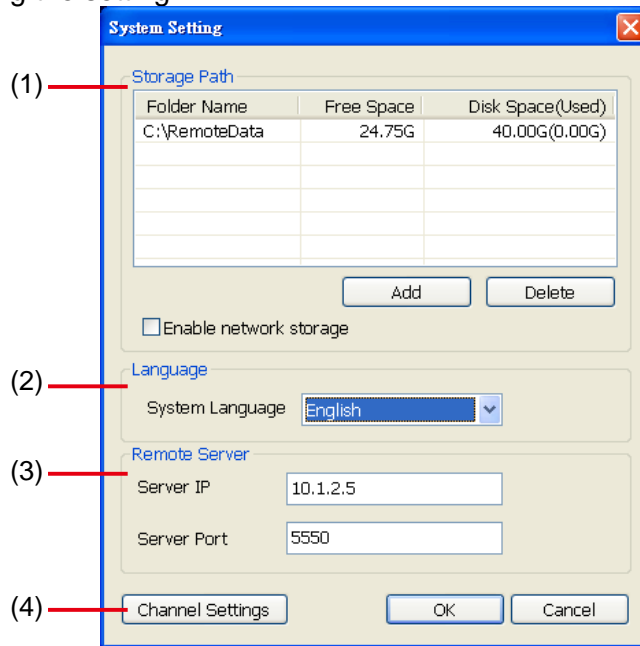 g the setting
System Setting
(1)
Storage Path
Folder Name Free Space Disk Space(Used)
C:\RemoteData 24.75G 40.00G(0.00G)
Add Delete
Enable network storage
(2)
Language
System Language English
(3)
Remote Server
Server IP 10.1.2.5
Server Port 5550
(4)
Channel Settings OK Cancel